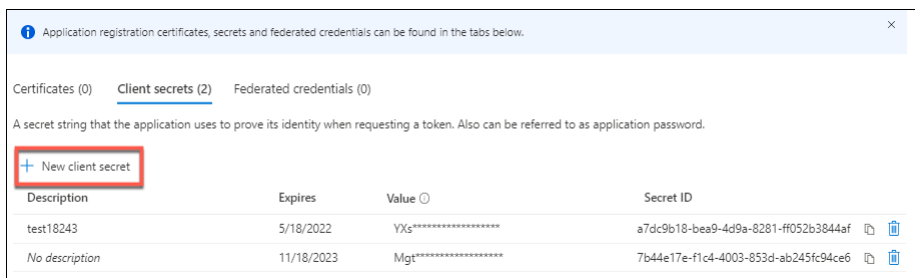 Application registration certificates, secrets and federated credentials can be found in the tabs below.
Certificates (0) Client secrets (2) Federated credentials (0)
A secret string that the application uses to prove its identity when requesting a token. Also can be referred to as application password.
New client secret
Description Expires Value Secret ID
test18243 5/18/2022 YXs****************** a7dc9b18-bea9-4d9a-8281-ff052b3844af
No description 11/18/2023 Mgt****************** 7b44e17e-f1c4-4003-853d-ab245fc94ce6